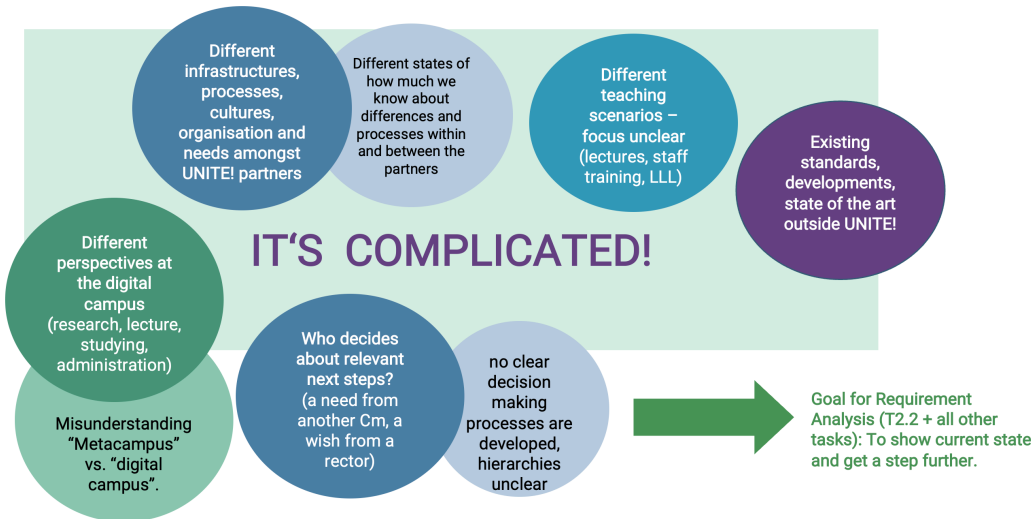 Different
infrastructures,
processes,
cultures,
organisation and
needs amongst
UNITE! partners
Different states of
how much we
know about
differences and
processes within
and between the
partners
Different
teaching
scenarios –
focus unclear
(lectures, staff
training, LLL)
Existing
standards,
developments,
state of the art
outside UNITE!
IT‘S COMPLICATED!
Different
perspectives at
the digital
campus
(research, lecture,
studying,
administration)
Misunderstanding
“Metacampus”
vs. “digital
campus”.
Who decides
about relevant
next steps?
(a need from
another Cm, a
wish from a
rector)
no clear
decision
making
processes are
developed,
hierarchies
unclear
Goal for Requirement
Analysis (T2.2 + all other
tasks): To show current state
and get a step further.